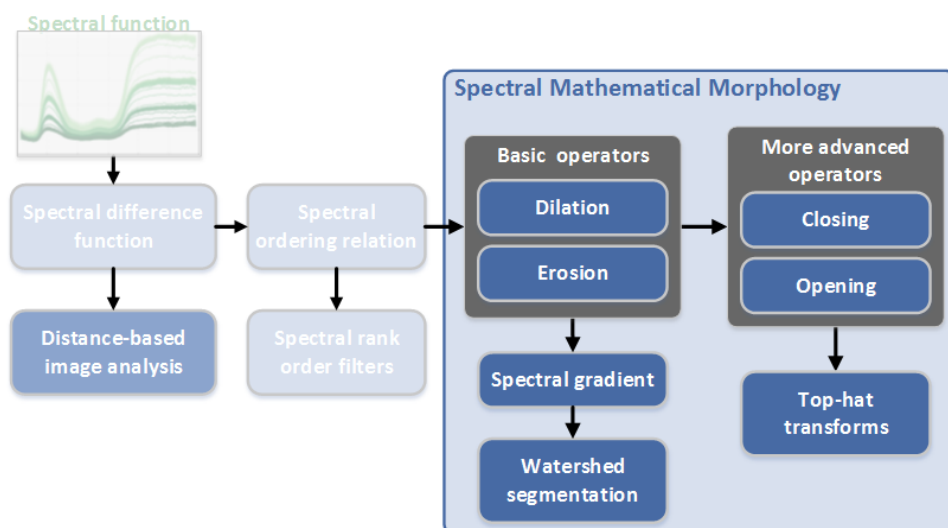 Spectral function
Spectral difference
function
Distance-based
image analysis
Spectral
ordering relation
Spectral rank
order filters
Spectral Mathematical Morphology
Basic operators
Dilation
Erosion
Spectral gradient
Watershed
segmentation
More advanced
operators
Closing
Opening
Top-hat
transforms